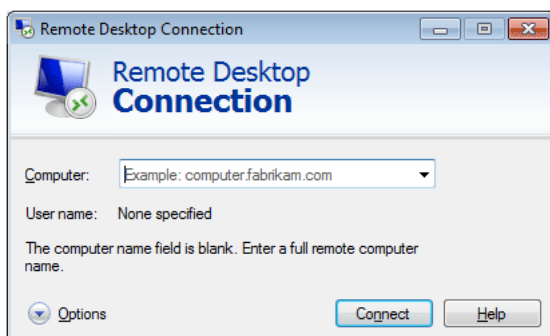 Remote Desktop Connection
Remote Desktop
Connection
Computer: Example: computer.fabrikam.com
User name: None specified
The computer name field is blank. Enter a full remote computer
name.
Options Connect Help